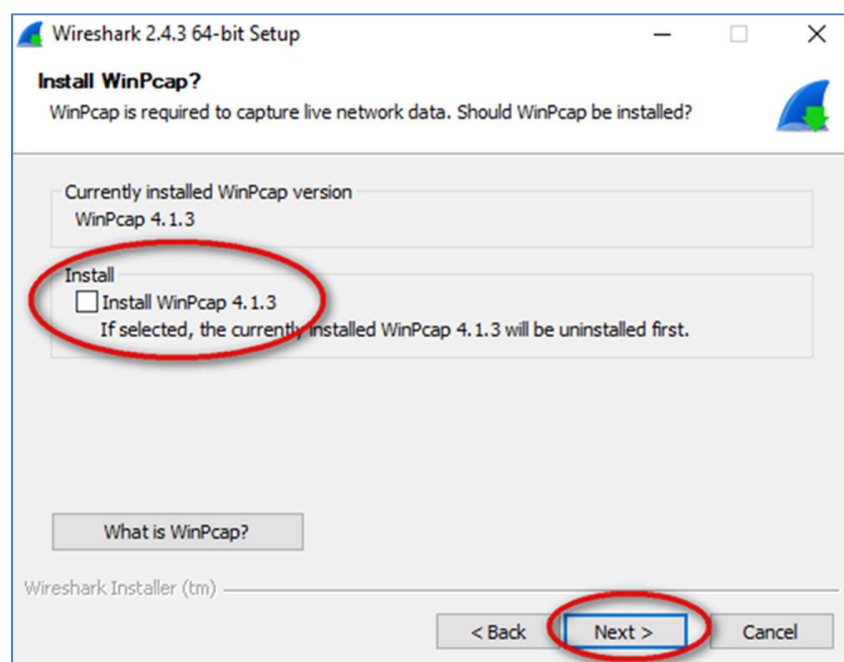 Wireshark 2.4.3 64-bit Setup
Install WinPcap?
WinPcap is required to capture live network data. Should WinPcap be installed?
Currently installed WinPcap version
WinPcap 4.1.3
Install
Install WinPcap 4.1.3
If selected, the currently installed WinPcap 4.1.3 will be uninstalled first.
What is WinPcap?
Wireshark Installer (tm)
< Back Next > Cancel